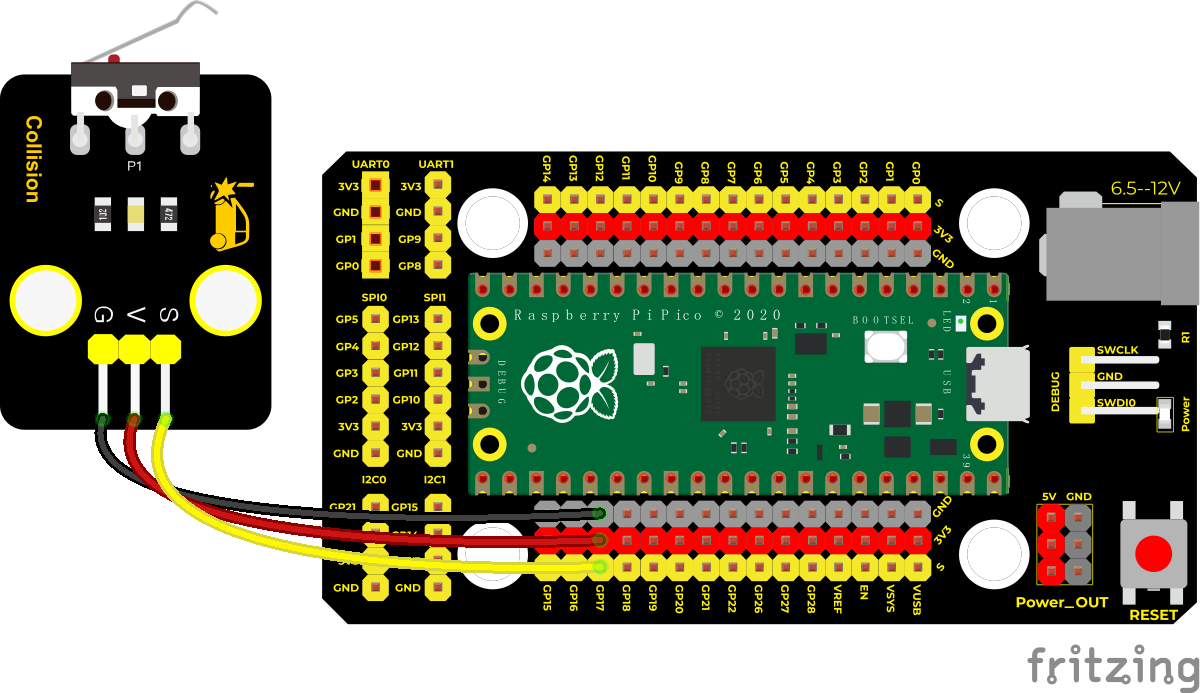 Collision
P1
102
472
G V S
UART0
3V3
GND
GP1
GP0
UART1
3V3
GND
GP9
GP8
SPI0
GP5
GP4
GP3
GP2
3V3
GND
SPI1
GP13
GP12
GP11
GP10
3V3
GND
I2C0
GP21
GND
I2C1
GP15
GND
GP14 GP13 GP12 GP11 GP10 GP9 GP8 GP7 GP6 GP5 GP4 GP3 GP2 GP1 GP0
S
3V3
GND
Raspberry Pi Pico © 2020
BOOTSEL
LED
2
1
DEBUG
USB
39
GND
3V3
S
GP15 GP16 GP17 GP18 GP19 GP20 GP21 GP22 GP26 GP27 GP28 VREF EN VSYS VUSB
6.5--12V
R1
DEBUG
SWCLK
GND
SWDI0
Power
5V GND
Power_OUT
RESET
fritzing